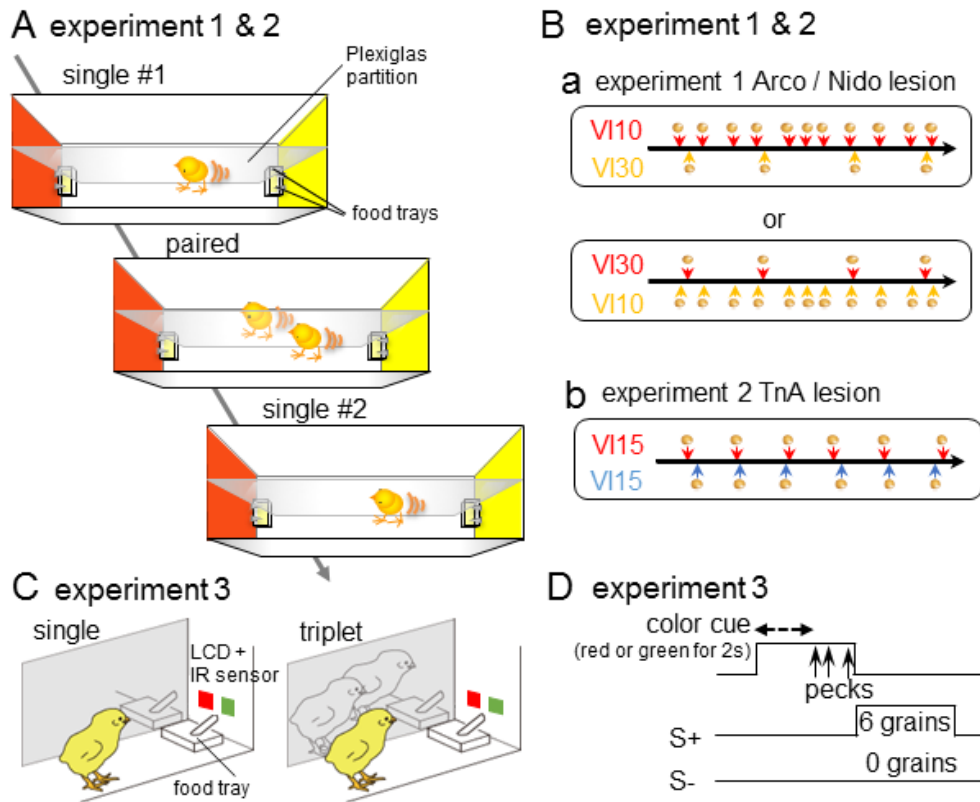 A experiment 1 & 2
single #1
Plexiglas
partition
food trays
paired
single #2
B experiment 1 & 2
a experiment 1 Arco / Nido lesion
VI10
VI30
or
VI30
VI10
b experiment 2 TnA lesion
VI15
VI15
C experiment 3
single
LCD +
IR sensor
food tray
triplet
D experiment 3
color cue
(red or green for 2s)
pecks
S+
6 grains
S-
0 grains